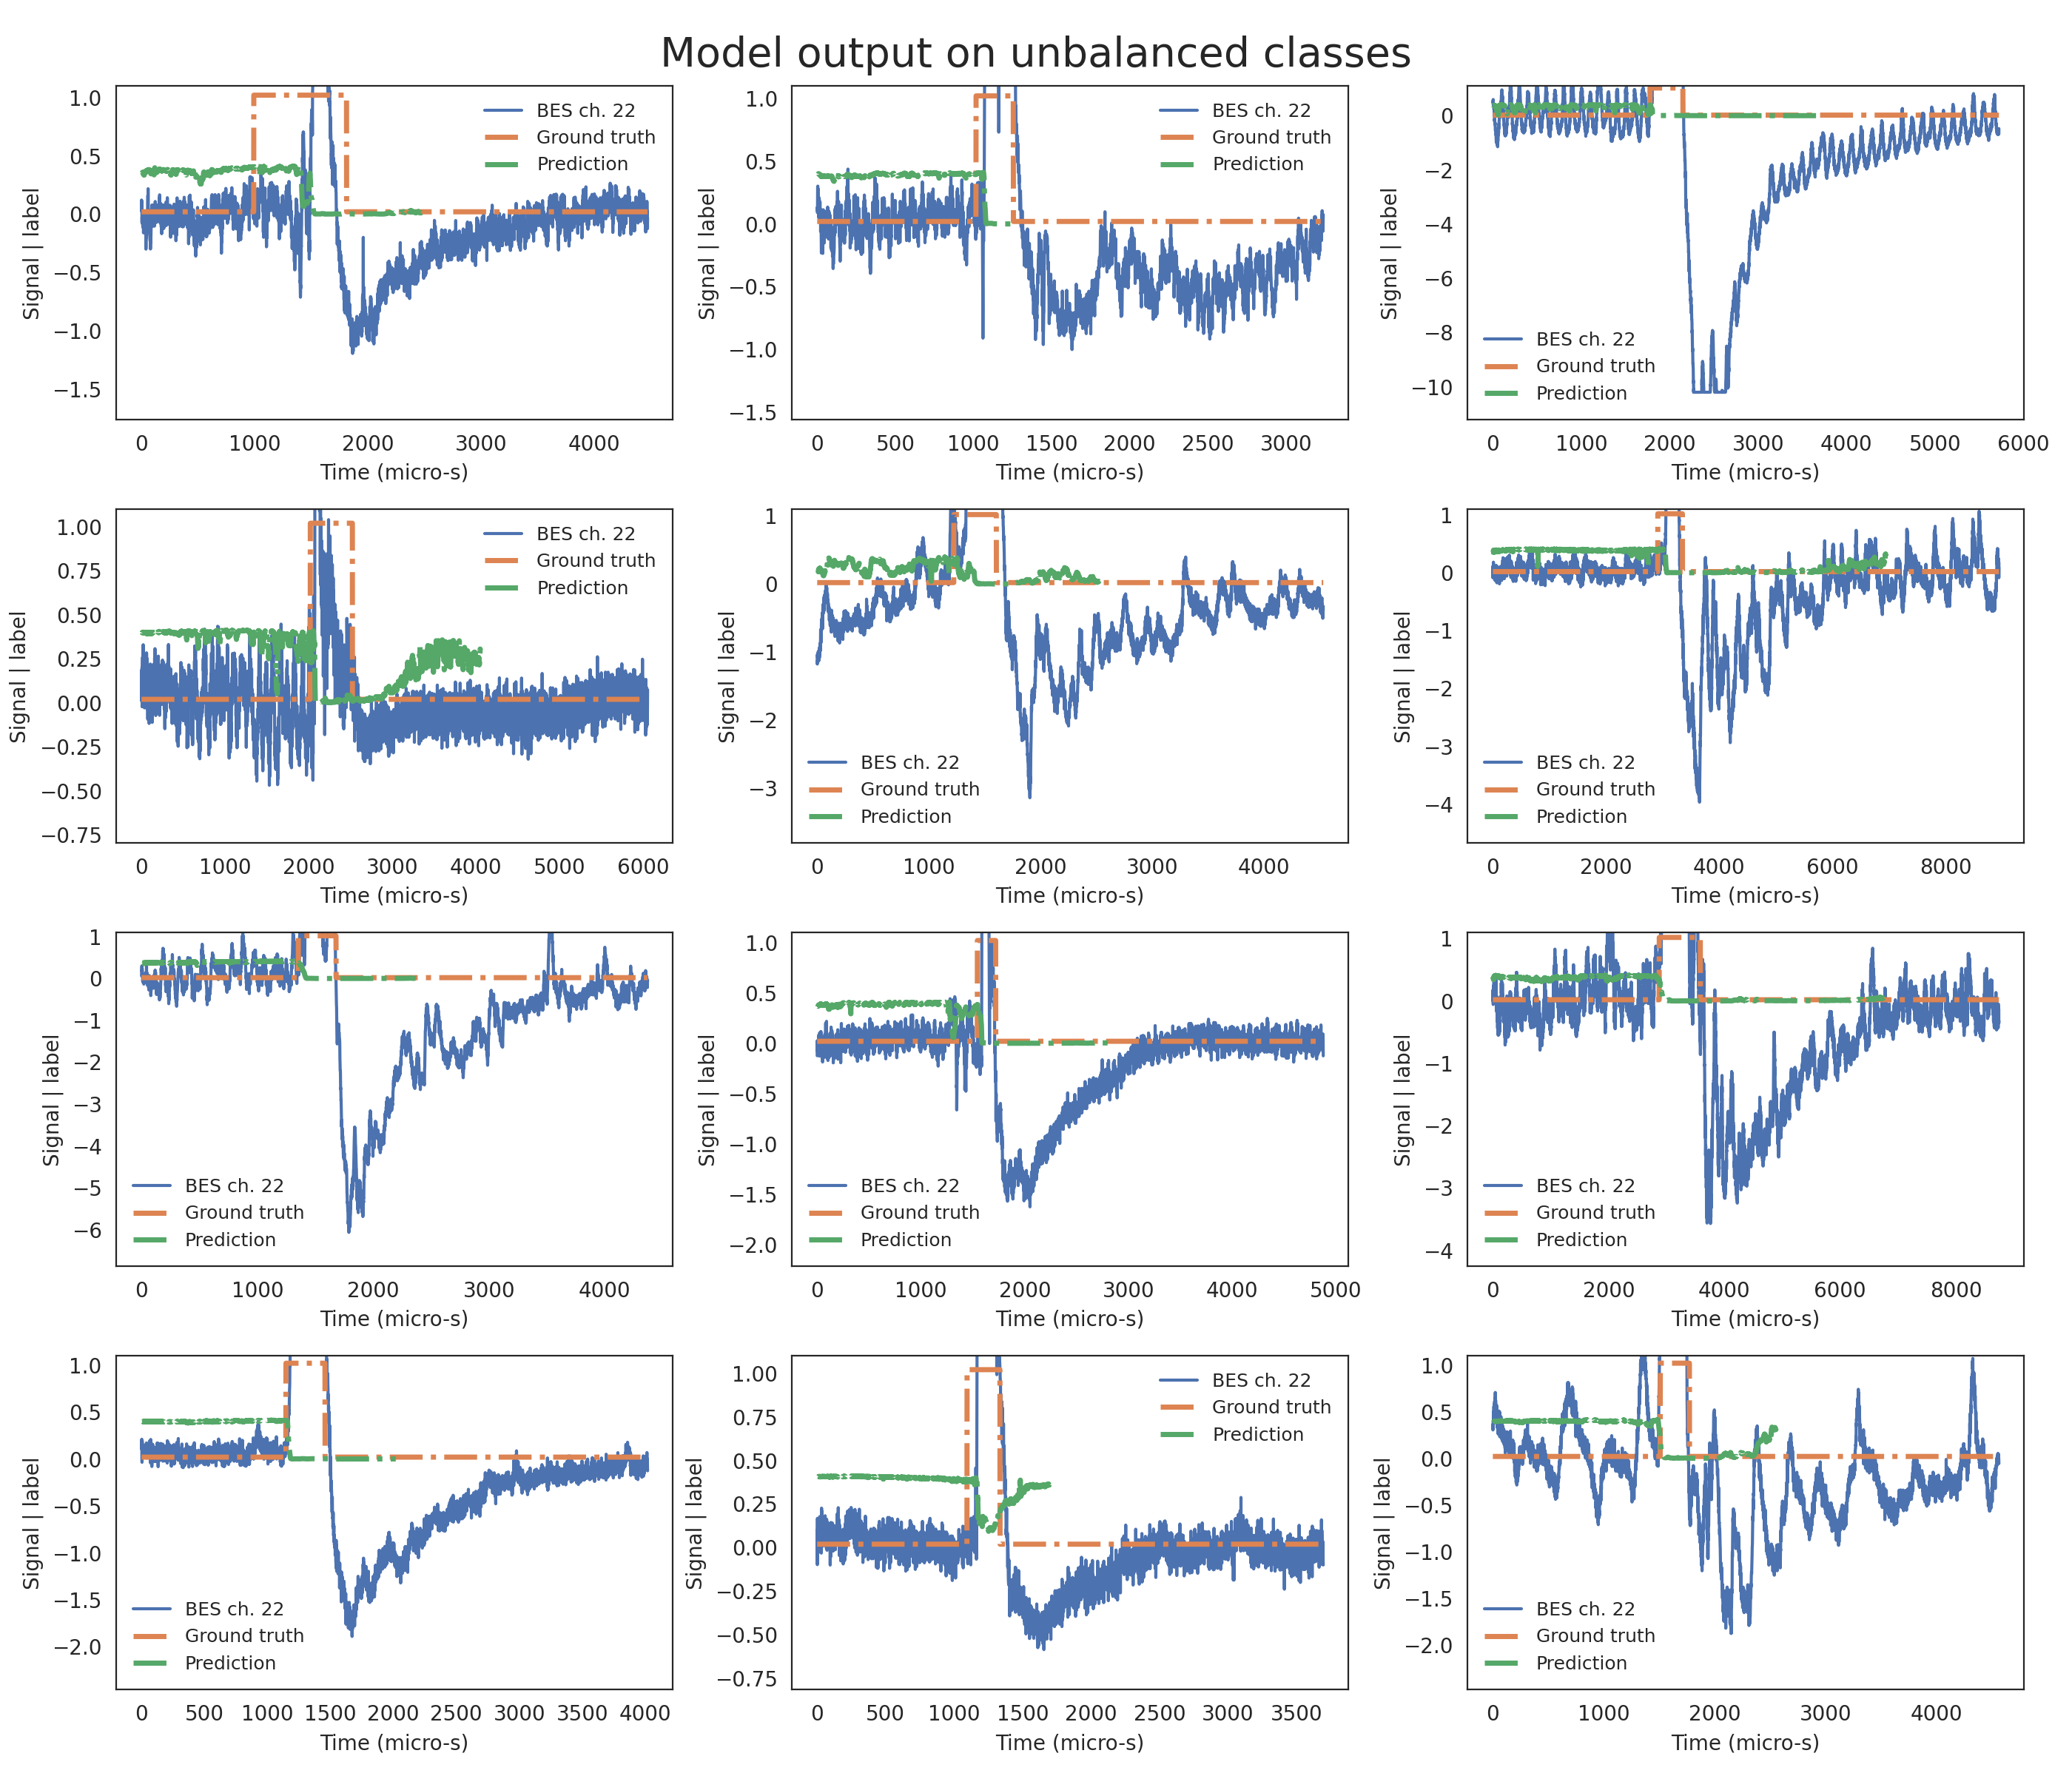 Model output on unbalanced classes
1.0
0.5
0.0
−0.5
−1.0
−1.5
Signal | label
0 1000 2000 3000 4000
Time (micro-s)
BES ch. 22
Ground truth
Prediction
1.0
0.5
0.0
−0.5
−1.0
−1.5
Signal | label
0 500 1000 1500 2000 2500 3000
Time (micro-s)
BES ch. 22
Ground truth
Prediction
0
−2
−4
−6
−8
−10
Signal | label
0 1000 2000 3000 4000 5000 6000
Time (micro-s)
BES ch. 22
Ground truth
Prediction
1.00
0.75
0.50
0.25
0.00
−0.25
−0.50
−0.75
Signal | label
0 1000 2000 3000 4000 5000 6000
Time (micro-s)
BES ch. 22
Ground truth
Prediction
1
0
−1
−2
−3
Signal | label
0 1000 2000 3000 4000
Time (micro-s)
BES ch. 22
Ground truth
Prediction
1
0
−1
−2
−3
−4
Signal | label
0 2000 4000 6000 8000
Time (micro-s)
BES ch. 22
Ground truth
Prediction
1
0
−1
−2
−3
−4
−5
−6
Signal | label
0 1000 2000 3000 4000
Time (micro-s)
BES ch. 22
Ground truth
Prediction
1.0
0.5
0.0
−0.5
−1.0
−1.5
−2.0
Signal | label
0 1000 2000 3000 4000 5000
Time (micro-s)
BES ch. 22
Ground truth
Prediction
1
0
−1
−2
−3
−4
Signal | label
0 2000 4000 6000 8000
Time (micro-s)
BES ch. 22
Ground truth
Prediction
1.0
0.5
0.0
−0.5
−1.0
−1.5
−2.0
Signal | label
0 500 1000 1500 2000 2500 3000 3500 4000
Time (micro-s)
BES ch. 22
Ground truth
Prediction
1.00
0.75
0.50
0.25
0.00
−0.25
−0.50
−0.75
Signal | label
0 500 1000 1500 2000 2500 3000 3500
Time (micro-s)
BES ch. 22
Ground truth
Prediction
1.0
0.5
0.0
−0.5
−1.0
−1.5
−2.0
Signal | label
0 1000 2000 3000 4000
Time (micro-s)
BES ch. 22
Ground truth
Prediction